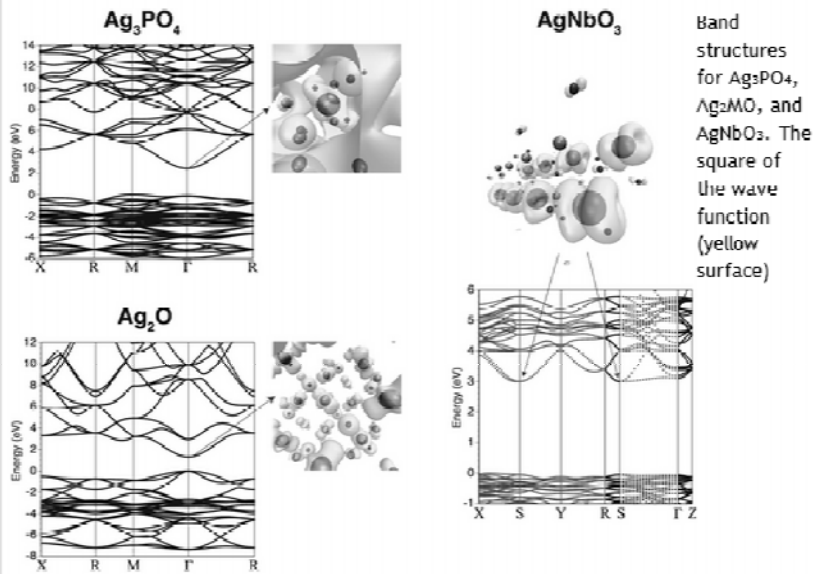 Ag₃PO₄
14
12
10
8
6
4
2
0
-2
-4
-6
Energy (eV)
X R M Γ R
Ag₂O
12
10
8
6
4
2
0
-2
-4
-6
-8
Energy (eV)
X R M Γ R
AgNbO₃
6
5
4
3
2
1
0
-1
Energy (eV)
X S Y R S Γ Z
Band
structures
for Ag₃PO₄,
Ag₂MO, and
AgNbO₃. The
square of
the wave
function
(yellow
surface)